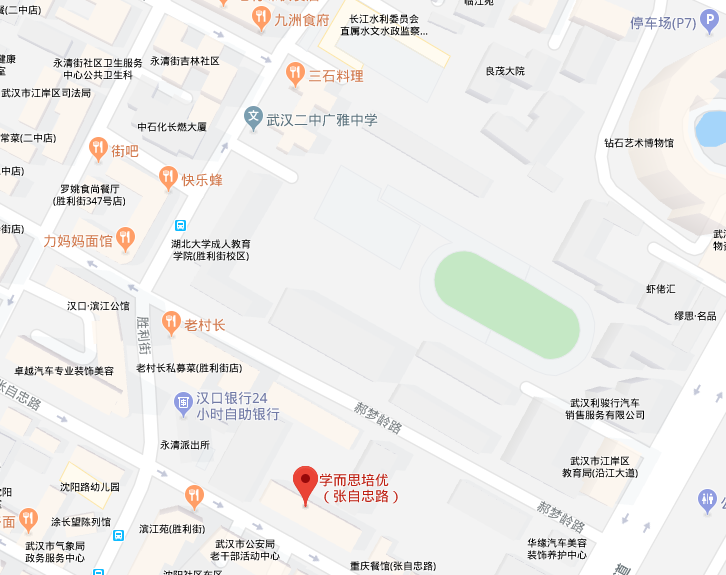 临江苑
九洲食府
长江水利委员会
直属水文水政监察...
停车场(P7)
P
永清街社区卫生服务
中心公共卫生科
永清街吉林社区
三石料理
良茂大院
武汉市江岸区司法局
文
武汉二中广雅中学
中石化长燃大厦
常菜(二中店)
街吧
钻石艺术博物馆
快乐蜂
罗姚食尚餐厅
(胜利街347号店)
力妈妈面馆
湖北大学成人教育
学院(胜利街校区)
虾佬汇
汉口·滨江公馆
缪思·名品
老村长
胜利街
卓越汽车专业装饰美容
老村长私募菜(胜利街店)
张自忠路
汉口银行24
小时自助银行
郝梦龄路
武汉利骏行汽车
销售服务有限公司
永清派出所
武汉市江岸区
教育局(沿江大道)
学而思培优
（张自忠路）
沈阳路幼儿园
涂长望陈列馆
滨江苑(胜利街)
郝梦龄路
武汉市气象局
政务服务中心
武汉市公安局
老干部活动中心
华缘汽车美容
装饰养护中心
重庆餐馆(张自忠路)
道